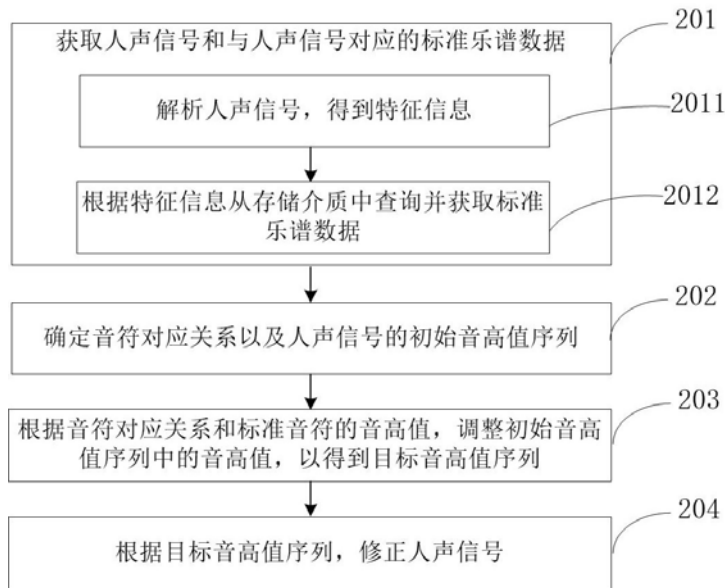 201
获取人声信号和与人声信号对应的标准乐谱数据
解析人声信号，得到特征信息
2011
根据特征信息从存储介质中查询并获取标准
乐谱数据
2012
确定音符对应关系以及人声信号的初始音高值序列
202
根据音符对应关系和标准音符的音高值，调整初始音高
值序列中的音高值，以得到目标音高值序列
203
根据目标音高值序列，修正人声信号
204